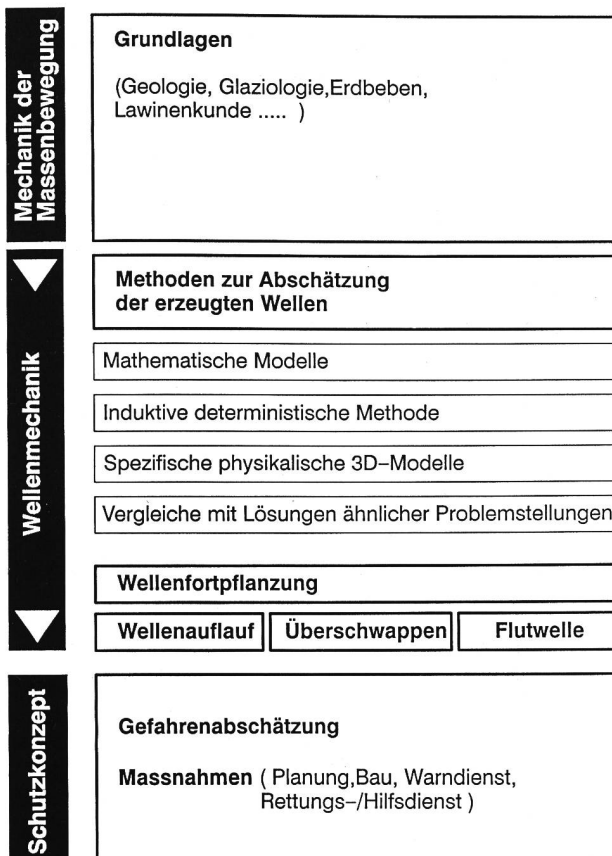 Mechanik der
Massenbewegung
Grundlagen
(Geologie, Glaziologie,Erdbeben,
Lawinenkunde ..... )
Wellenmechanik
Methoden zur Abschätzung
der erzeugten Wellen
Mathematische Modelle
Induktive deterministische Methode
Spezifische physikalische 3D–Modelle
Vergleiche mit Lösungen ähnlicher Problemstellungen
Wellenfortpflanzung
Wellenauflauf Überschwappen Flutwelle
Schutzkonzept
Gefahrenabschätzung
Massnahmen ( Planung,Bau, Warndienst,
Rettungs–/Hilfsdienst )